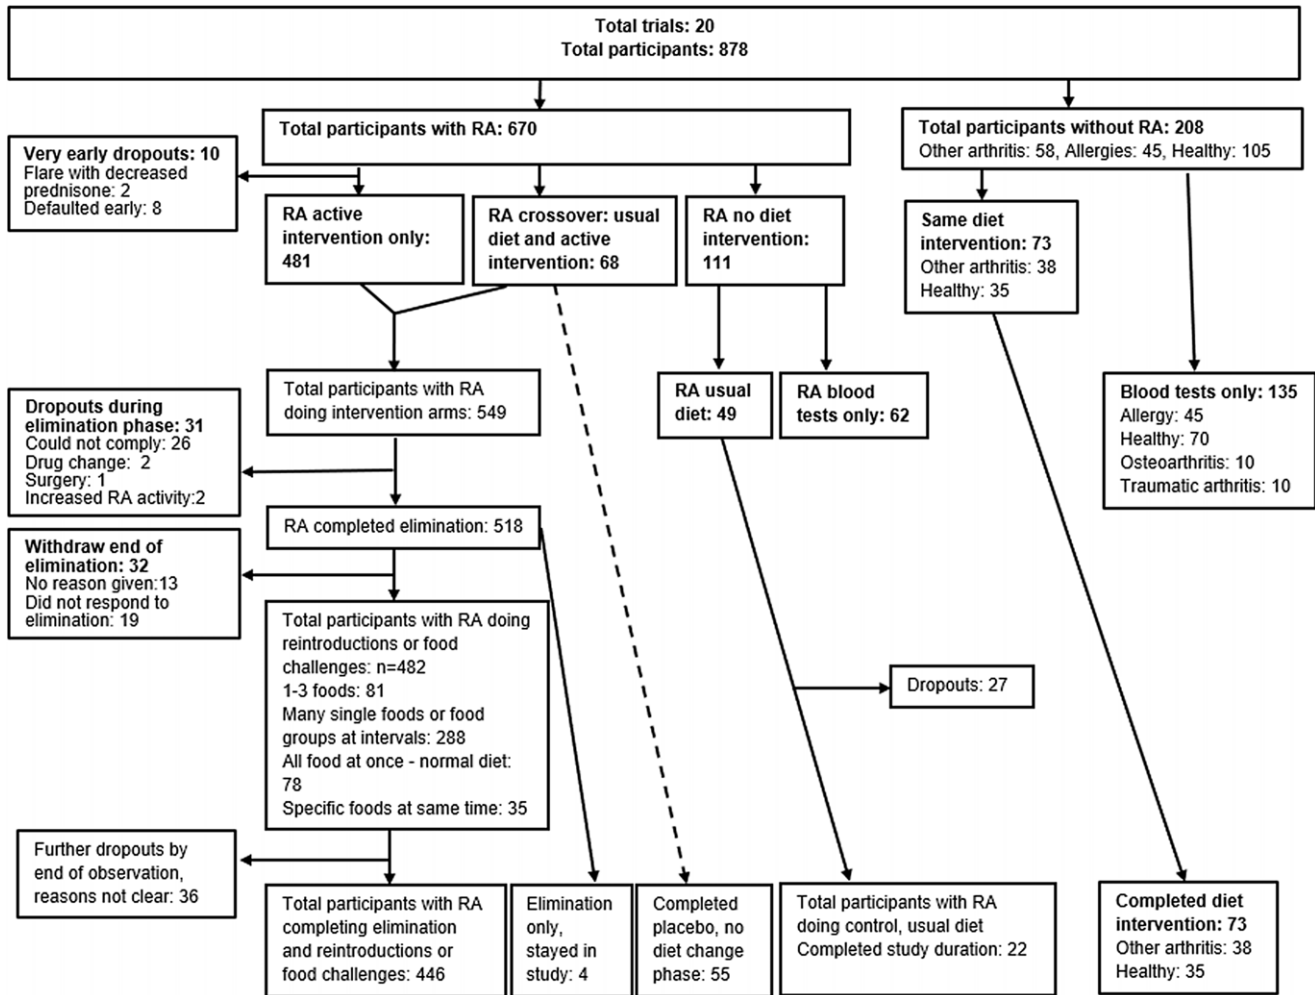 Total trials: 20
Total participants: 878
Total participants with RA: 670
Total participants without RA: 208
Other arthritis: 58, Allergies: 45, Healthy: 105
Very early dropouts: 10
Flare with decreased
prednisone: 2
Defaulted early: 8
RA active
intervention only:
481
RA crossover: usual
diet and active
intervention: 68
RA no diet
intervention:
111
Same diet
intervention: 73
Other arthritis: 38
Healthy: 35
Total participants with RA
doing intervention arms: 549
RA usual
diet: 49
RA blood
tests only: 62
Blood tests only: 135
Allergy: 45
Healthy: 70
Osteoarthritis: 10
Traumatic arthritis: 10
Dropouts during
elimination phase: 31
Could not comply: 26
Drug change: 2
Surgery: 1
Increased RA activity:2
RA completed elimination: 518
Withdraw end of
elimination: 32
No reason given:13
Did not respond to
elimination: 19
Total participants with RA doing
reintroductions or food
challenges: n=482
1-3 foods: 81
Many single foods or food
groups at intervals: 288
All food at once - normal diet:
78
Specific foods at same time: 35
Dropouts: 27
Further dropouts by
end of observation,
reasons not clear: 36
Total participants with RA
completing elimination
and reintroductions or
food challenges: 446
Elimination
only,
stayed in
study: 4
Completed
placebo, no
diet change
phase: 55
Total participants with RA
doing control, usual diet
Completed study duration: 22
Completed diet
intervention: 73
Other arthritis: 38
Healthy: 35